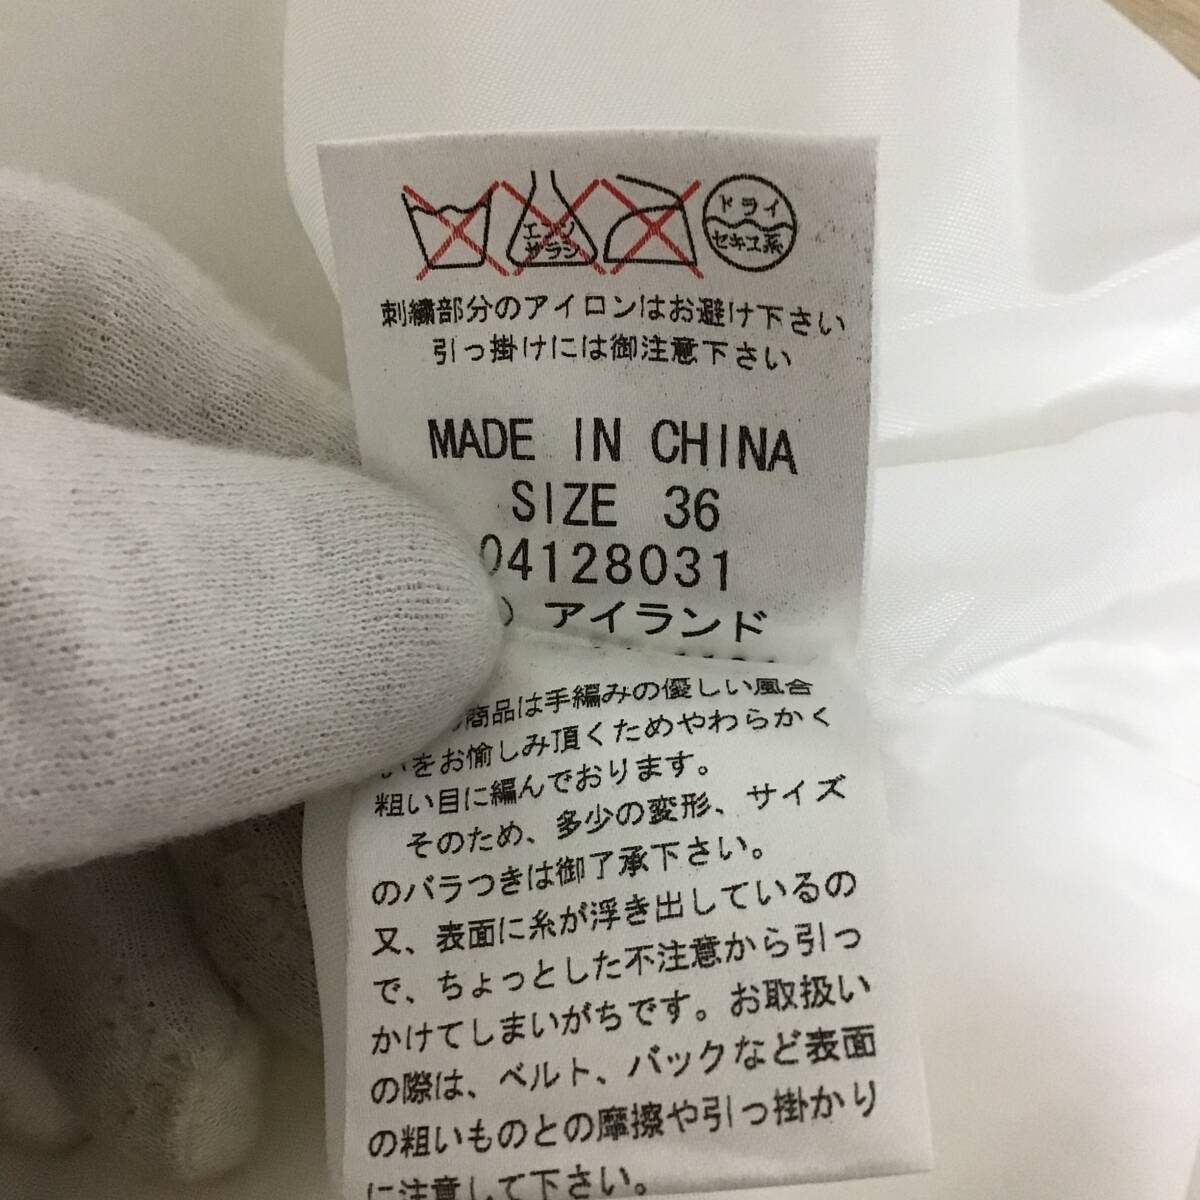 エンソ サラシ
ドライ
セキユ系
刺繍部分のアイロンはお避け下さい
引っ掛けには御注意下さい
MADE IN CHINA
SIZE 36
04128031
アイランド
商品は手編みの優しい風合
いをお愉しみ頂くためやわらかく
粗い目に編んでおります。
そのため、多少の変形、サイズ
のバラつきは御了承下さい。
又、表面に糸が浮き出しているの
で、ちょっとした不注意から引っ
かけてしまいがちです。お取扱い
の際は、ベルト、バックなど表面
の粗いものとの摩擦や引っ掛かり
に注意して下さい。